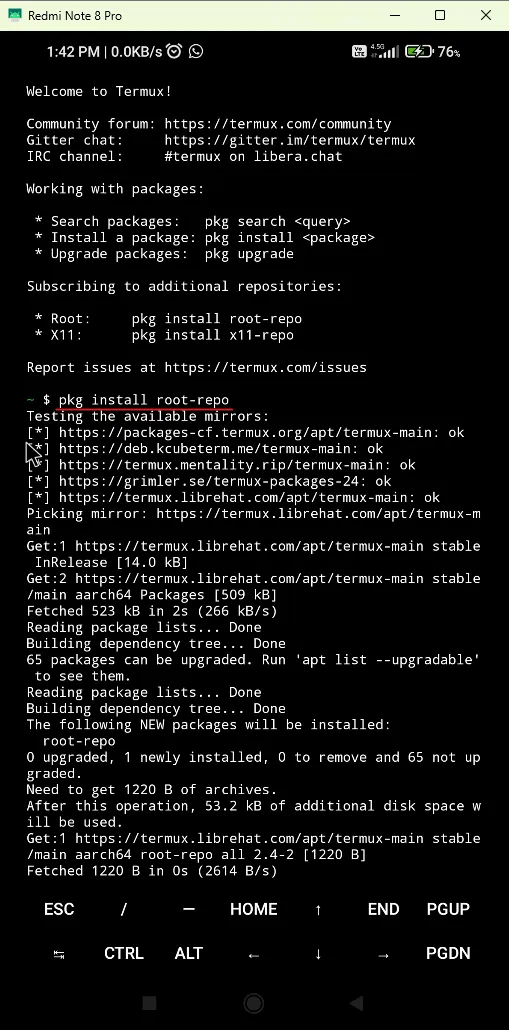 Redmi Note 8 Pro
1:42 PM | 0.0KB/s
Vo LTE 4.5G 76%
Welcome to Termux!
Community forum: https://termux.com/community
Gitter chat:     https://gitter.im/termux/termux
IRC channel:     #termux on libera.chat
Working with packages:
* Search packages:   pkg search <query>
* Install a package: pkg install <package>
* Upgrade packages:  pkg upgrade
Subscribing to additional repositories:
* Root:     pkg install root-repo
* X11:      pkg install x11-repo
Report issues at https://termux.com/issues
~ $ pkg install root-repo
Testing the available mirrors:
[*] https://packages-cf.termux.org/apt/termux-main: ok
[*] https://deb.kcubeterm.me/termux-main: ok
[*] https://termux.mentality.rip/termux-main: ok
[*] https://grimler.se/termux-packages-24: ok
[*] https://termux.librehat.com/apt/termux-main: ok
Picking mirror: https://termux.librehat.com/apt/termux-m
ain
Get:1 https://termux.librehat.com/apt/termux-main stable
InRelease [14.0 kB]
Get:2 https://termux.librehat.com/apt/termux-main stable
/main aarch64 Packages [509 kB]
Fetched 523 kB in 2s (266 kB/s)
Reading package lists... Done
Building dependency tree... Done
65 packages can be upgraded. Run 'apt list --upgradable'
to see them.
Reading package lists... Done
Building dependency tree... Done
The following NEW packages will be installed:
root-repo
0 upgraded, 1 newly installed, 0 to remove and 65 not up
graded.
Need to get 1220 B of archives.
After this operation, 53.2 kB of additional disk space w
ill be used.
Get:1 https://termux.librehat.com/apt/termux-main stable
/main aarch64 root-repo all 2.4-2 [1220 B]
Fetched 1220 B in 0s (2614 B/s)
ESC / — HOME ↑ END PGUP
↹ CTRL ALT ← ↓ → PGDN